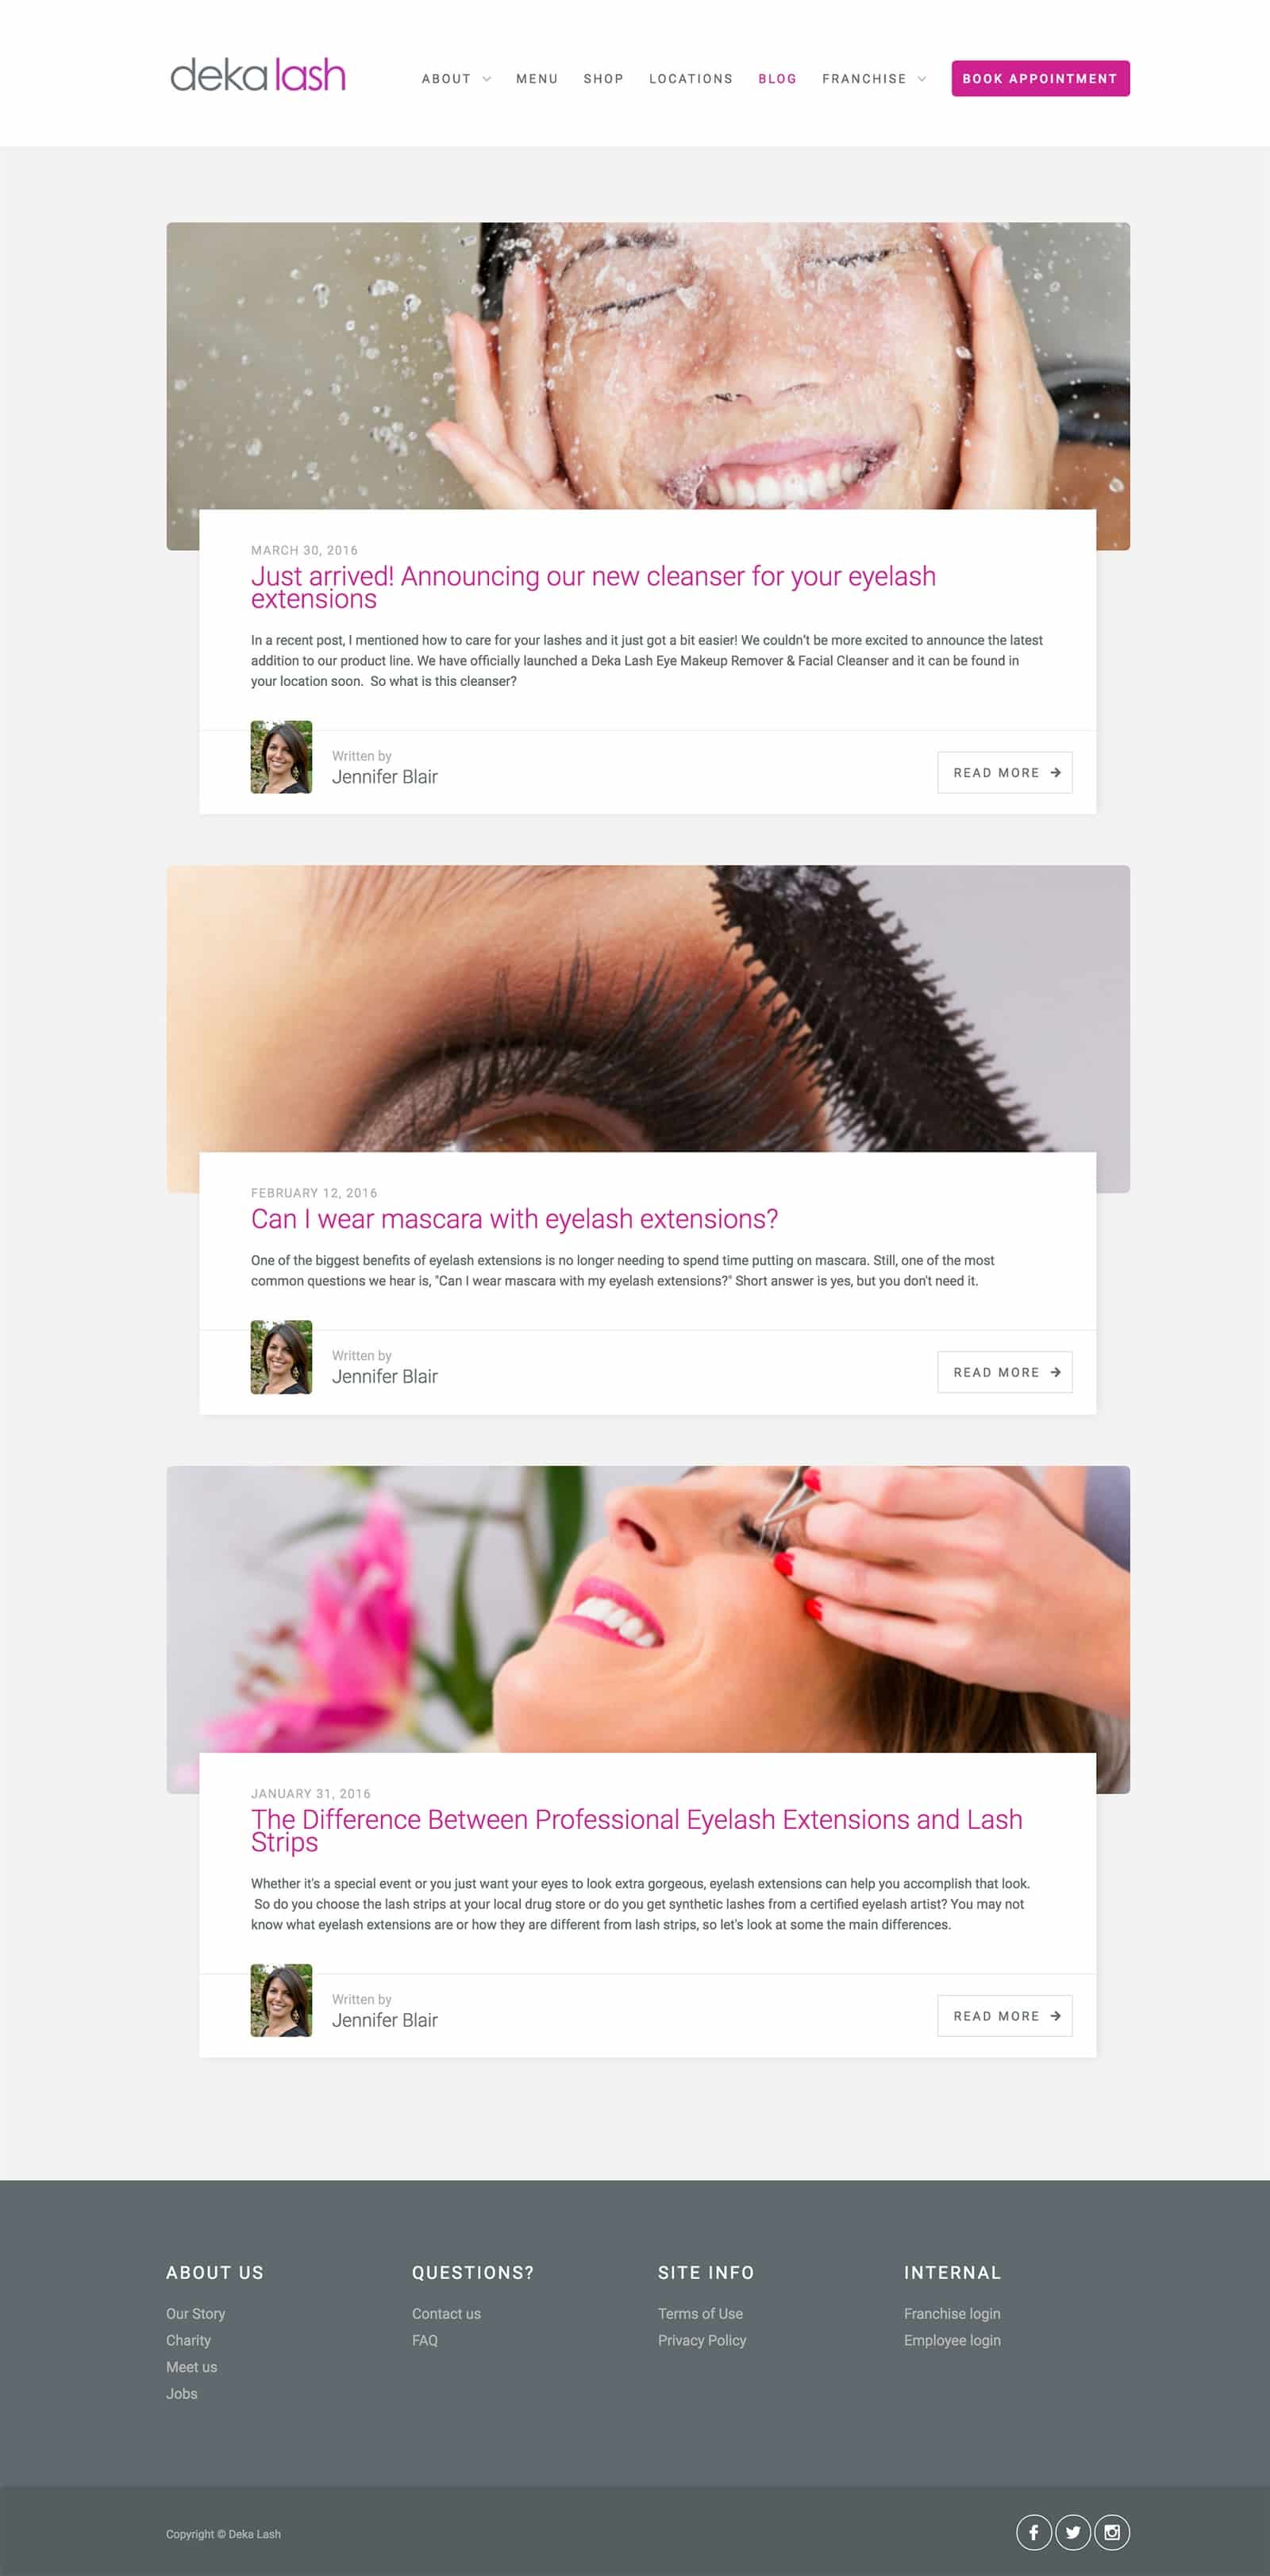 deka lash
ABOUT MENU SHOP LOCATIONS BLOG FRANCHISE BOOK APPOINTMENT
MARCH 30, 2016
Just arrived! Announcing our new cleanser for your eyelash
extensions
In a recent post, I mentioned how to care for your lashes and it just got a bit easier! We couldn't be more excited to announce the latest
addition to our product line. We have officially launched a Deka Lash Eye Makeup Remover & Facial Cleanser and it can be found in
your location soon. So what is this cleanser?
Written by
Jennifer Blair
READ MORE
FEBRUARY 12, 2016
Can I wear mascara with eyelash extensions?
One of the biggest benefits of eyelash extensions is no longer needing to spend time putting on mascara. Still, one of the most
common questions we hear is, "Can I wear mascara with my eyelash extensions?" Short answer is yes, but you don't need it.
Written by
Jennifer Blair
READ MORE
JANUARY 31, 2016
The Difference Between Professional Eyelash Extensions and Lash
Strips
Whether it's a special event or you just want your eyes to look extra gorgeous, eyelash extensions can help you accomplish that look.
So do you choose the lash strips at your local drug store or do you get synthetic lashes from a certified eyelash artist? You may not
know what eyelash extensions are or how they are different from lash strips, so let's look at some the main differences.
Written by
Jennifer Blair
READ MORE
ABOUT US
Our Story
Charity
Meet us
Jobs
QUESTIONS?
Contact us
FAQ
SITE INFO
Terms of Use
Privacy Policy
INTERNAL
Franchise login
Employee login
Copyright © Deka Lash